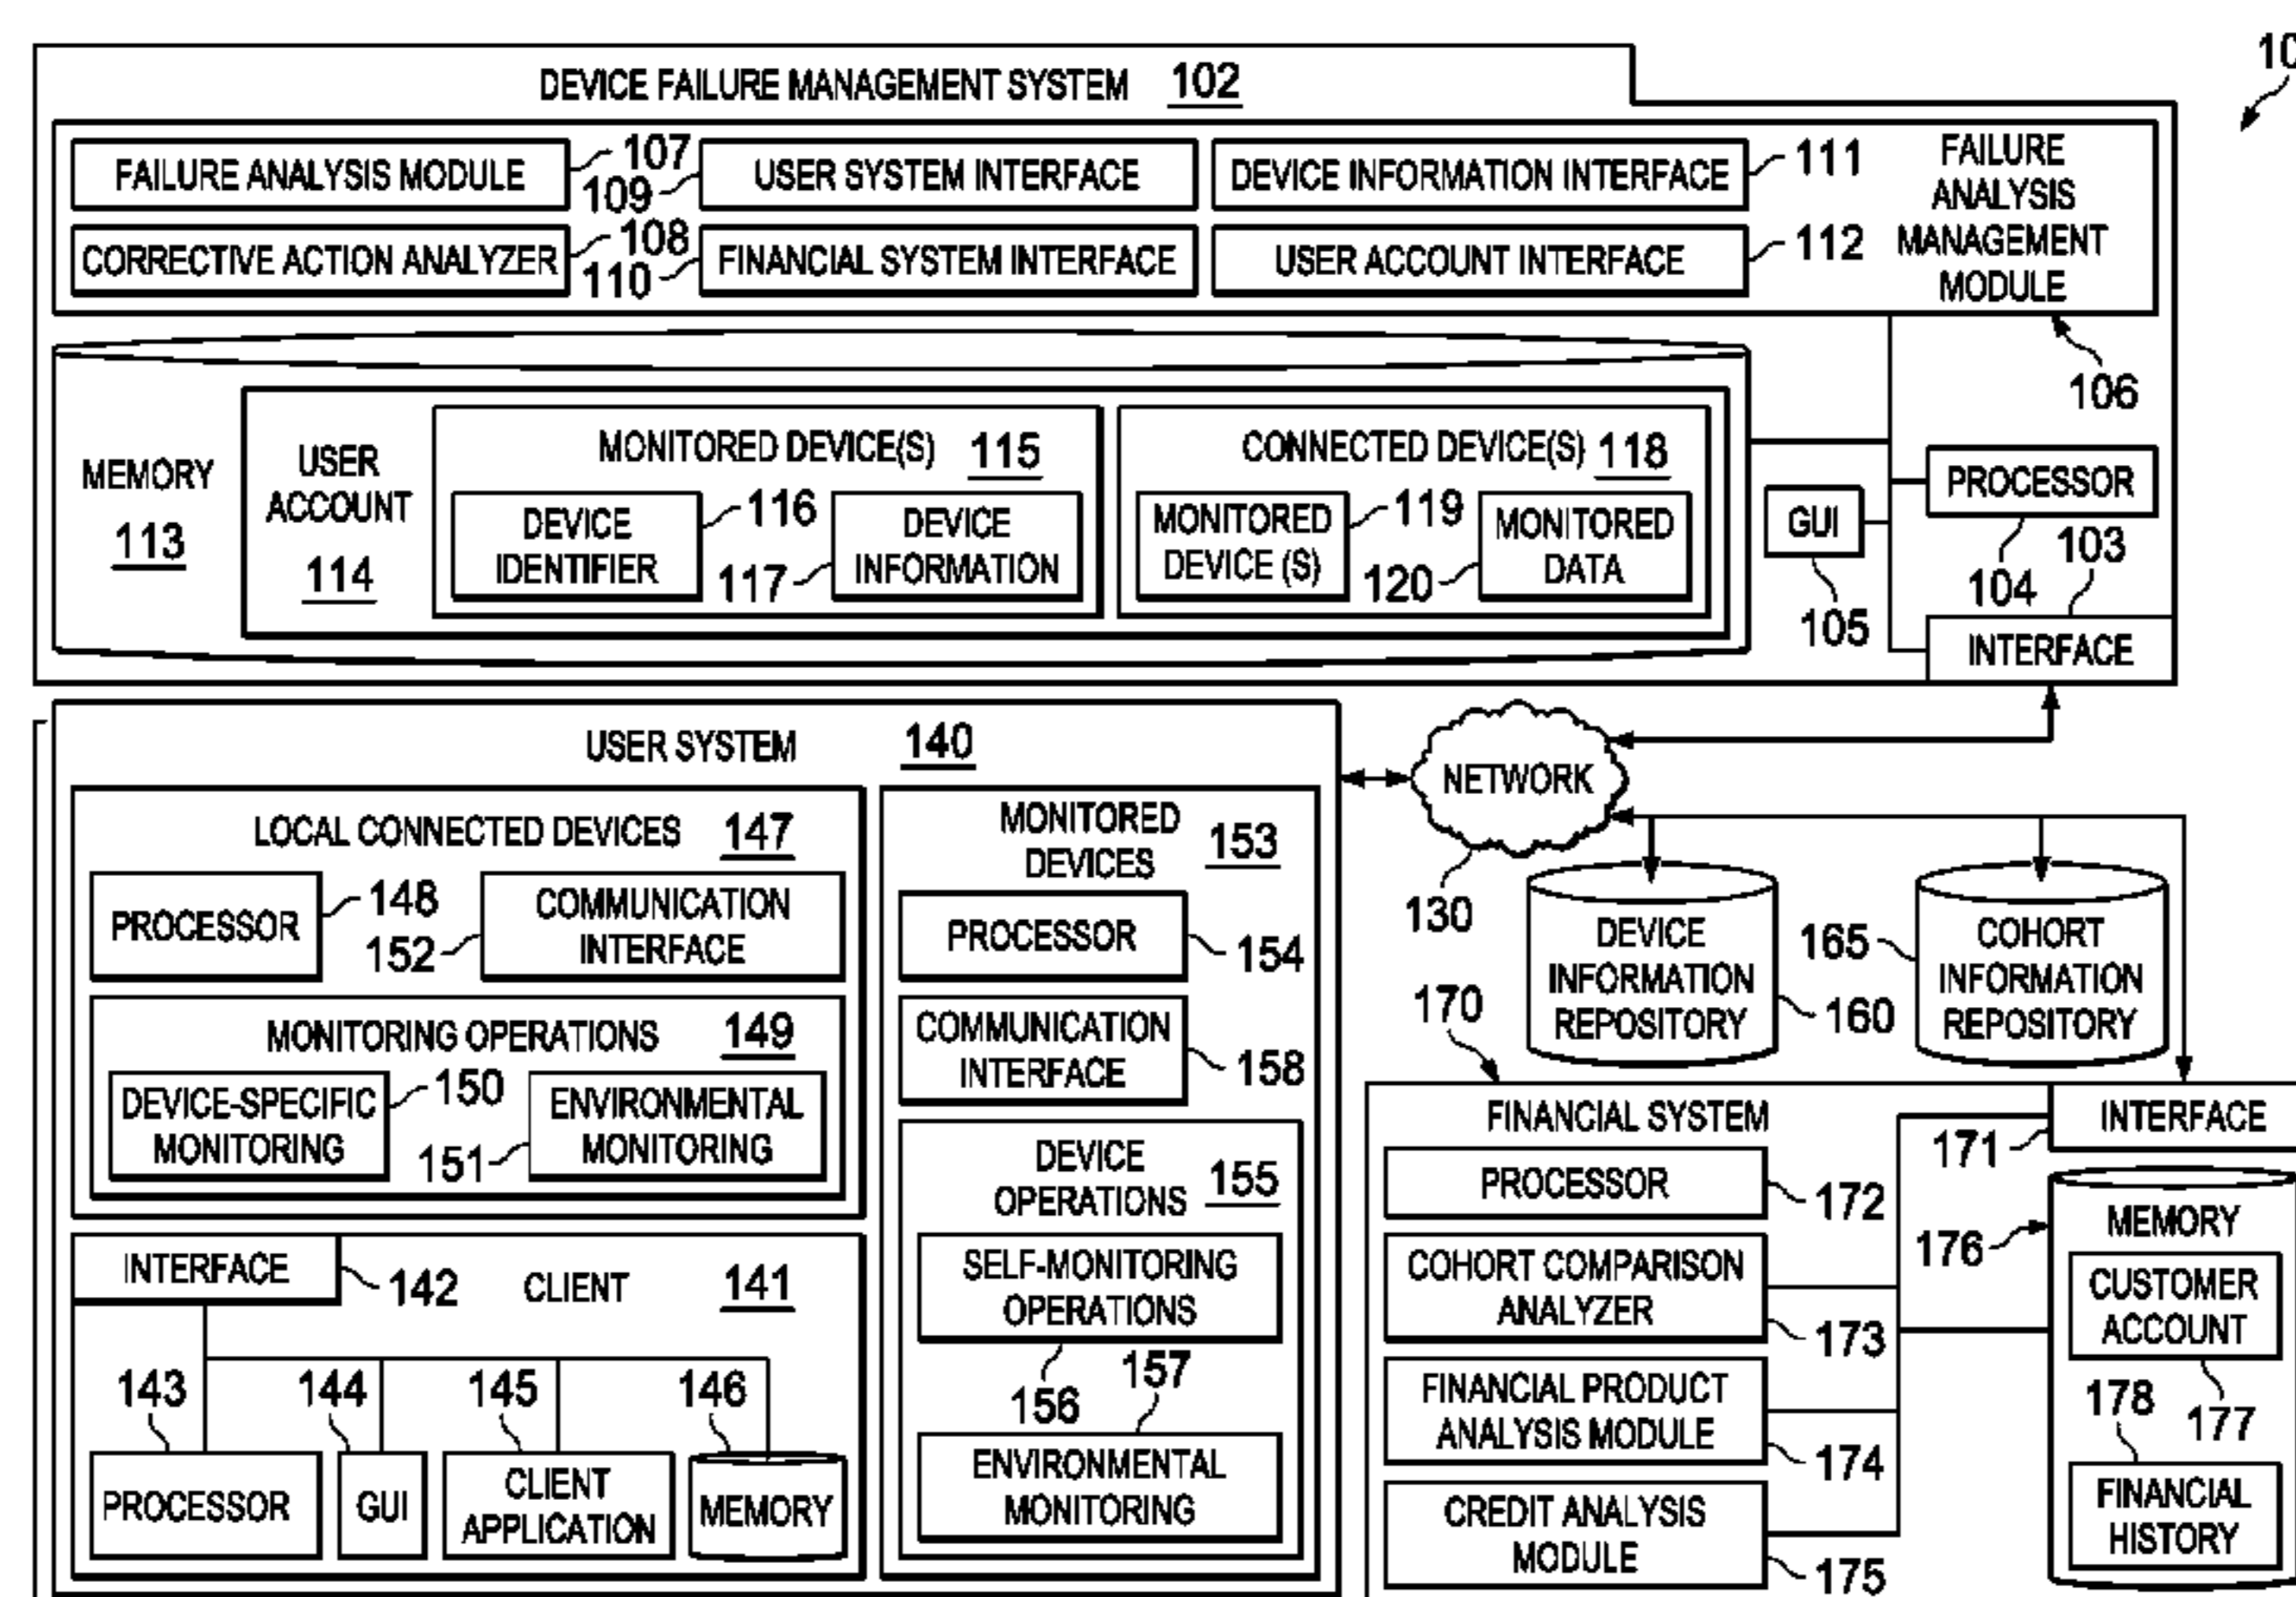 10
DEVICE FAILURE MANAGEMENT SYSTEM 102
FAILURE ANALYSIS MODULE
107
109
USER SYSTEM INTERFACE
DEVICE INFORMATION INTERFACE
111
CORRECTIVE ACTION ANALYZER
108
110
FINANCIAL SYSTEM INTERFACE
USER ACCOUNT INTERFACE
112
FAILURE
ANALYSIS
MANAGEMENT
MODULE
106
MEMORY
113
USER
ACCOUNT
114
MONITORED DEVICE(S) 115
DEVICE
IDENTIFIER
116
117
DEVICE
INFORMATION
CONNECTED DEVICE(S) 118
MONITORED
DEVICE (S)
119
120
MONITORED
DATA
GUI
105
PROCESSOR
104
103
INTERFACE
USER SYSTEM 140
LOCAL CONNECTED DEVICES 147
PROCESSOR
148
152
COMMUNICATION
INTERFACE
MONITORING OPERATIONS 149
DEVICE-SPECIFIC
MONITORING
150
151
ENVIRONMENTAL
MONITORING
INTERFACE
142
CLIENT 141
143
144
145
146
PROCESSOR
GUI
CLIENT
APPLICATION
MEMORY
MONITORED
DEVICES
153
PROCESSOR
154
COMMUNICATION
INTERFACE
158
DEVICE
OPERATIONS
155
SELF-MONITORING
OPERATIONS
156
157
ENVIRONMENTAL
MONITORING
NETWORK
130
DEVICE
INFORMATION
REPOSITORY
160
165
COHORT
INFORMATION
REPOSITORY
170
FINANCIAL SYSTEM
INTERFACE
171
PROCESSOR
172
COHORT COMPARISON
ANALYZER
173
FINANCIAL PRODUCT
ANALYSIS MODULE
174
CREDIT ANALYSIS
MODULE
175
176
MEMORY
CUSTOMER
ACCOUNT
177
178
FINANCIAL
HISTORY